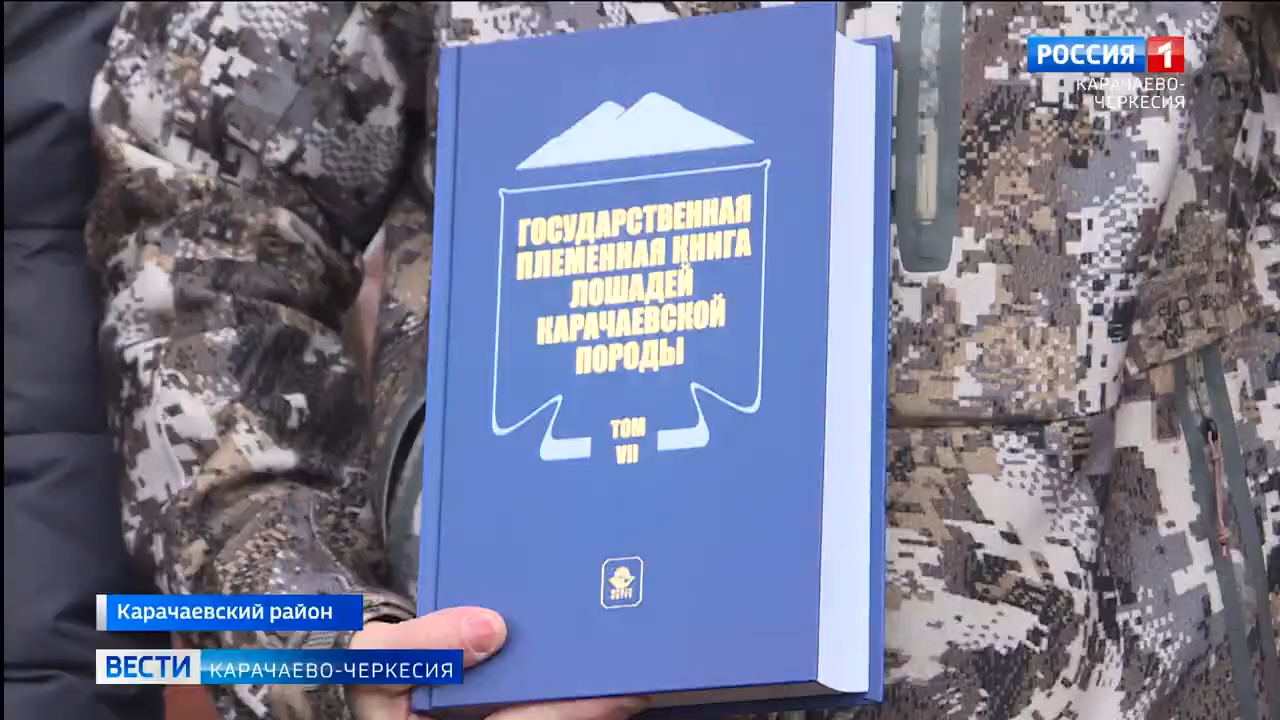 РОССИЯ 1
КАРАЧАЕВО-
ЧЕРКЕСИЯ
ГОСУДАРСТВЕННАЯ
ПЛЕМЕННАЯ КНИГА
ЛОШАДЕЙ
КАРАЧАЕВСКОЙ
ПОРОДЫ
ТОМ
VII
Карачаевский район
ВЕСТИ КАРАЧАЕВО-ЧЕРКЕСИЯ